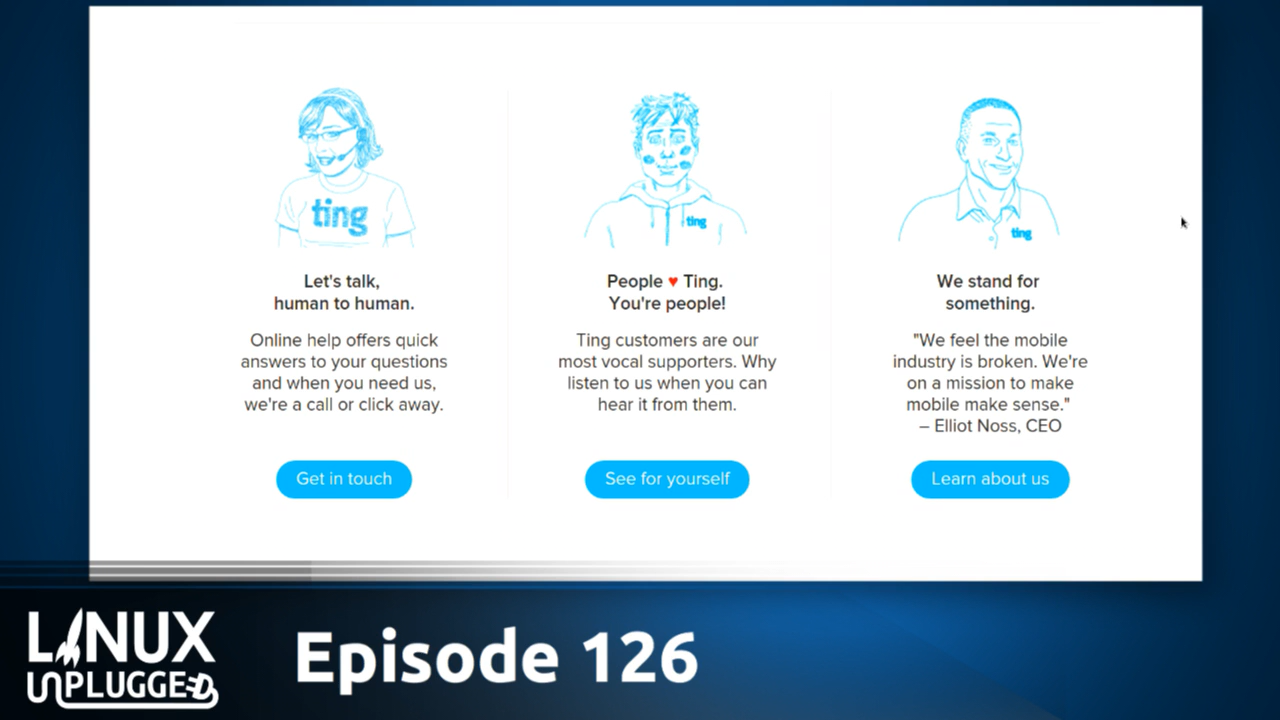 ting
ting
ting
Let's talk,
human to human.
Online help offers quick
answers to your questions
and when you need us,
we're a call or click away.
Get in touch
People ♥ Ting.
You're people!
Ting customers are our
most vocal supporters. Why
listen to us when you can
hear it from them.
See for yourself
We stand for
something.
"We feel the mobile
industry is broken. We're
on a mission to make
mobile make sense."
– Elliot Noss, CEO
Learn about us
LINUX
UNPLUGGED
Episode 126